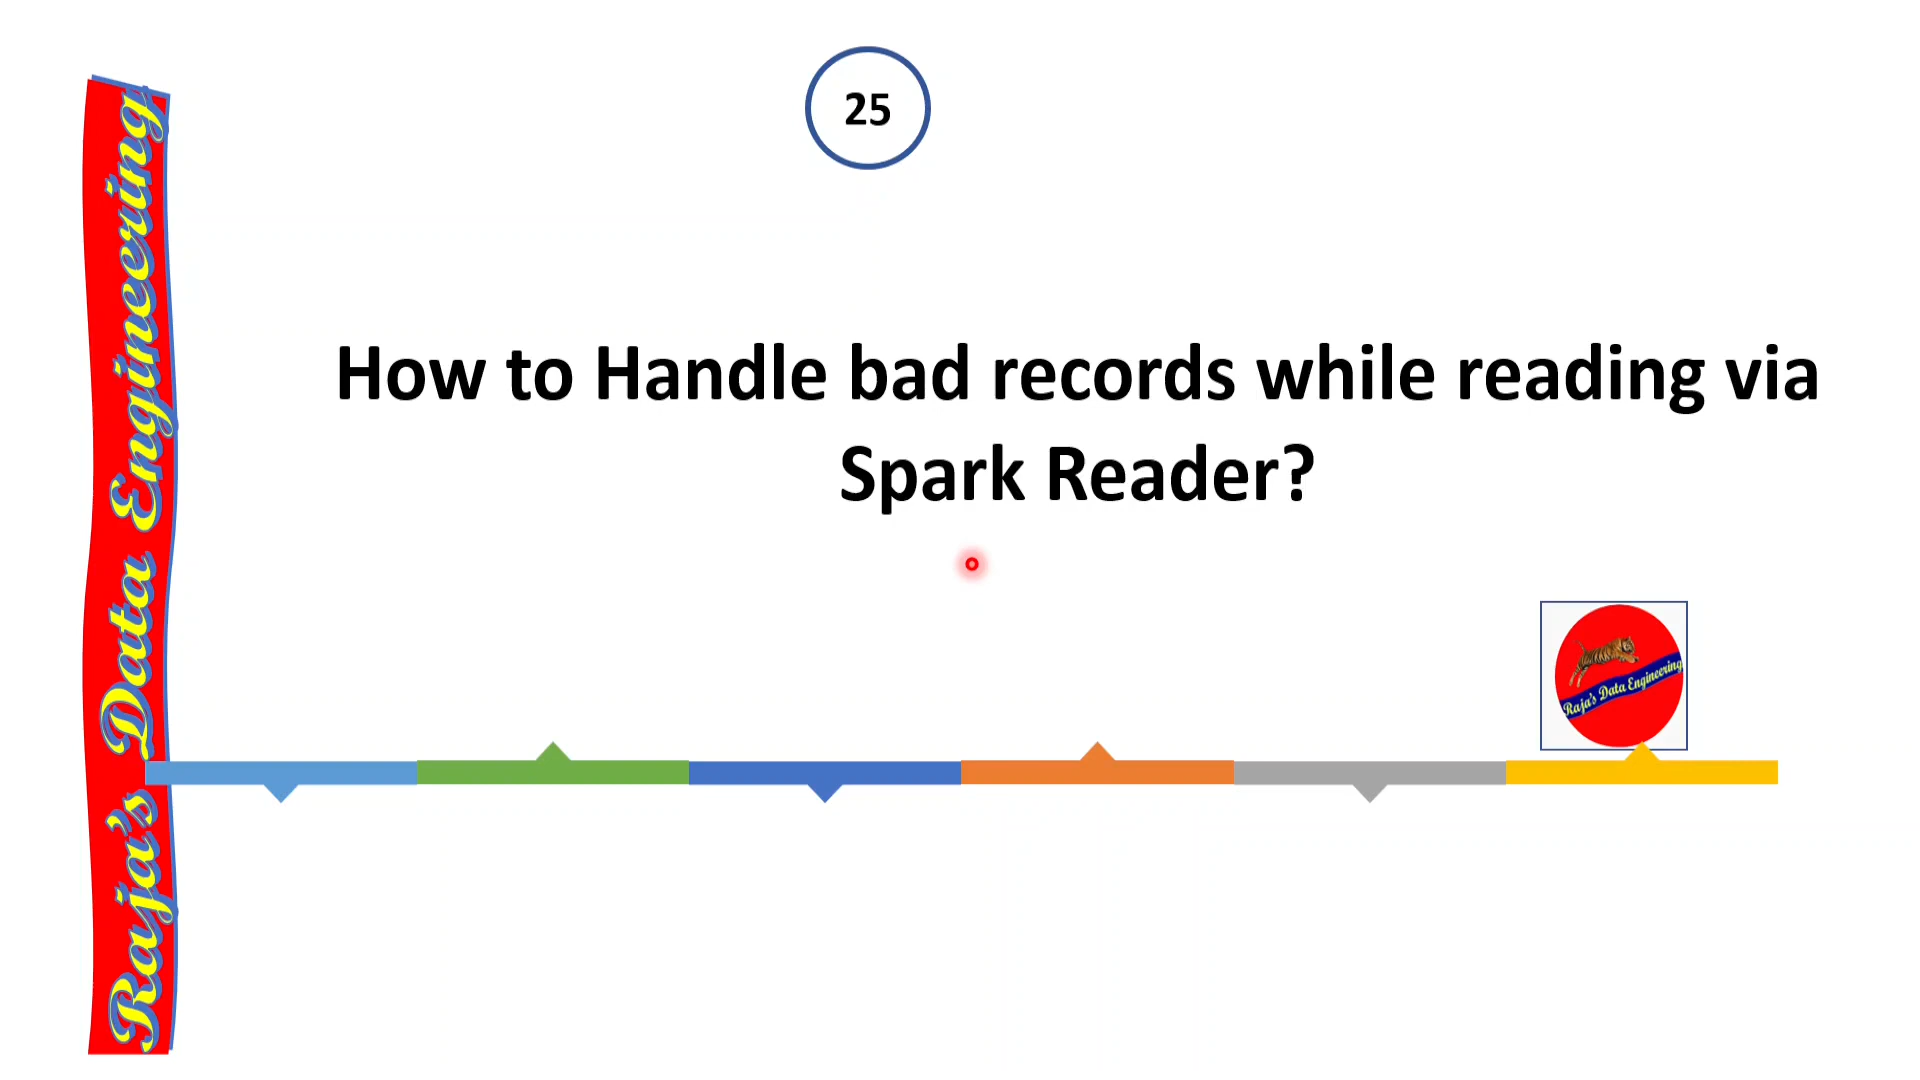 25
Raja's Data Engineering
How to Handle bad records while reading via
Spark Reader?
Raja's Data Engineering